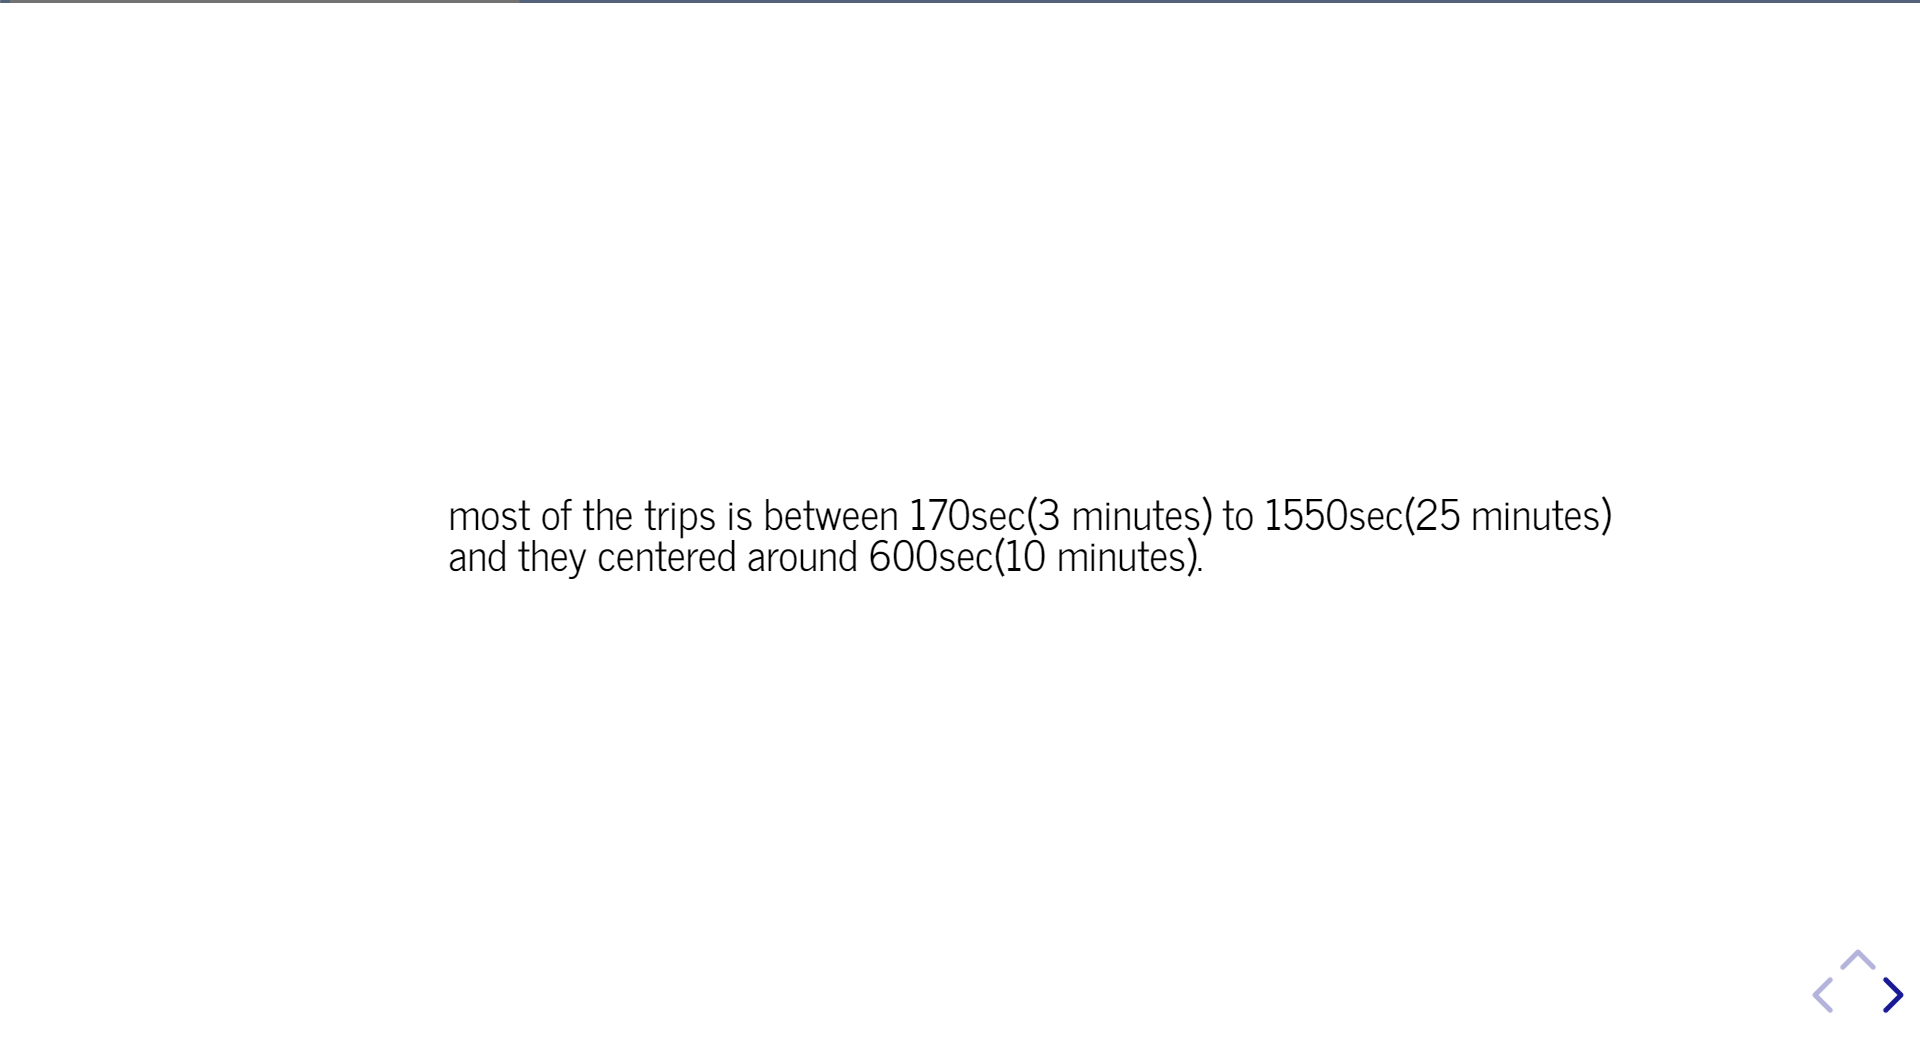 most of the trips is between 170sec(3 minutes) to 1550sec(25 minutes)
and they centered around 600sec(10 minutes).